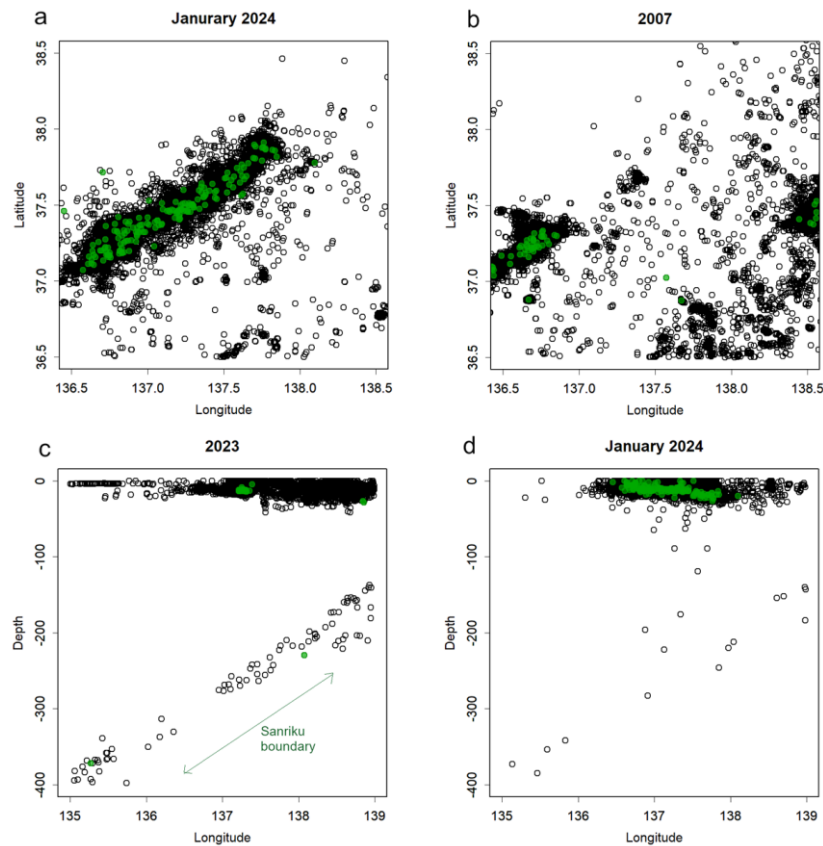 a
Janurary 2024
38.5
38.0
37.5
37.0
36.5
Latitude
136.5 137.0 137.5 138.0 138.5
Longitude
b
2007
38.5
38.0
37.5
37.0
36.5
Latitude
136.5 137.0 137.5 138.0 138.5
Longitude
c
2023
0
-100
-200
-300
-400
Depth
Sanriku
boundary
135 136 137 138 139
Longitude
d
January 2024
0
-100
-200
-300
-400
Depth
135 136 137 138 139
Longitude